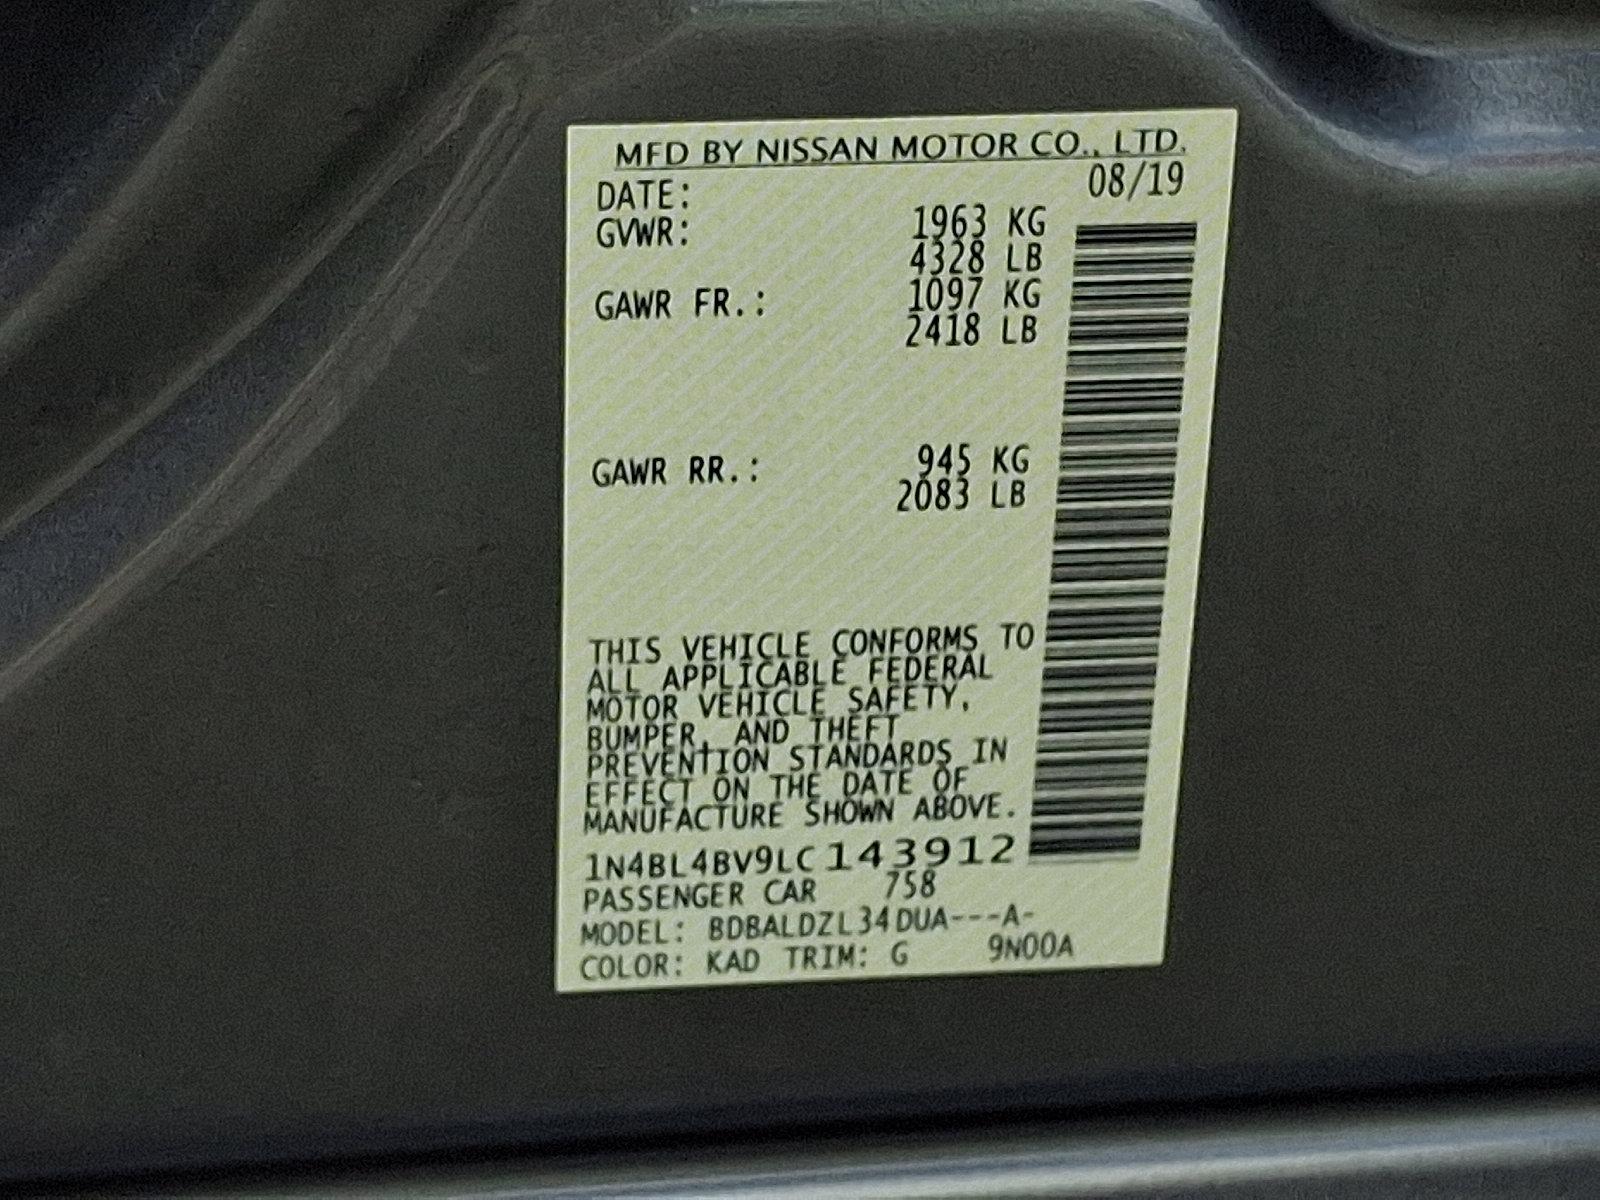 MFD BY NISSAN MOTOR CO., LTD.
DATE: 08/19
GVWR: 1963 KG
4328 LB
GAWR FR.: 1097 KG
2418 LB
GAWR RR.: 945 KG
2083 LB
THIS VEHICLE CONFORMS TO
ALL APPLICABLE FEDERAL
MOTOR VEHICLE SAFETY,
BUMPER, AND THEFT
PREVENTION STANDARDS IN
EFFECT ON THE DATE OF
MANUFACTURE SHOWN ABOVE.
1N4BL4BV9LC143912
PASSENGER CAR 758
MODEL: BDBALDZL34DUA---A-
COLOR: KAD TRIM: G 9N00A